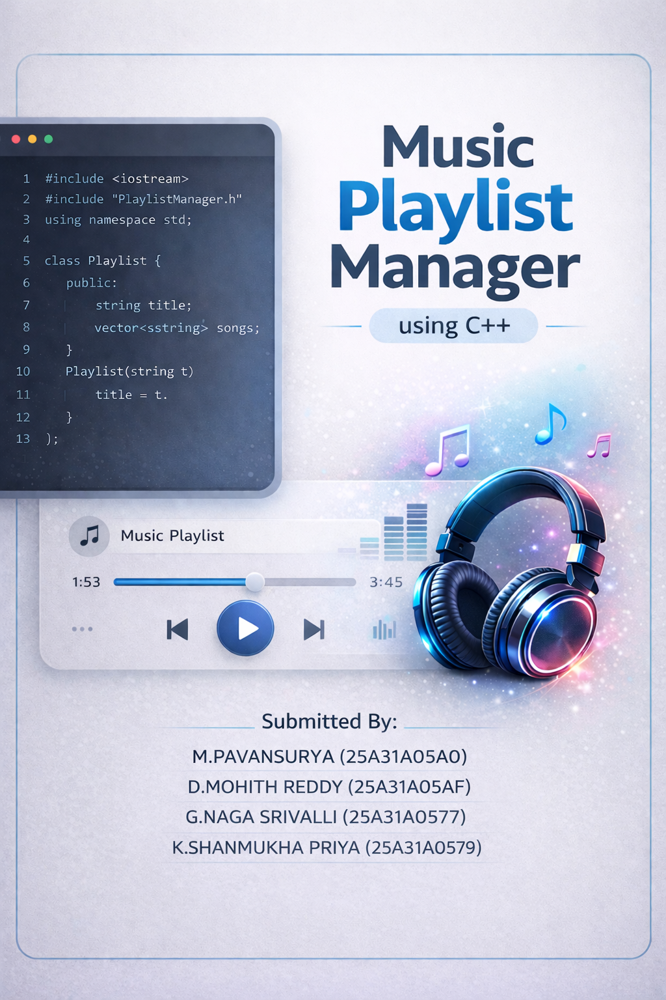 1 #include <iostream>
2 #include "PlaylistManager.h"
3 using namespace std;
4
5 class Playlist {
6 public:
7 string title;
8 vector<sstring> songs;
9 }
10 Playlist(string t)
11 title = t.
12 }
13 );
Music
Playlist
Manager
using C++
Music Playlist
1:53 3:45
Submitted By:
M.PAVANSURYA (25A31A05A0)
D.MOHITH REDDY (25A31A05AF)
G.NAGA SRIVALLI (25A31A0577)
K.SHANMUKHA PRIYA (25A31A0579)